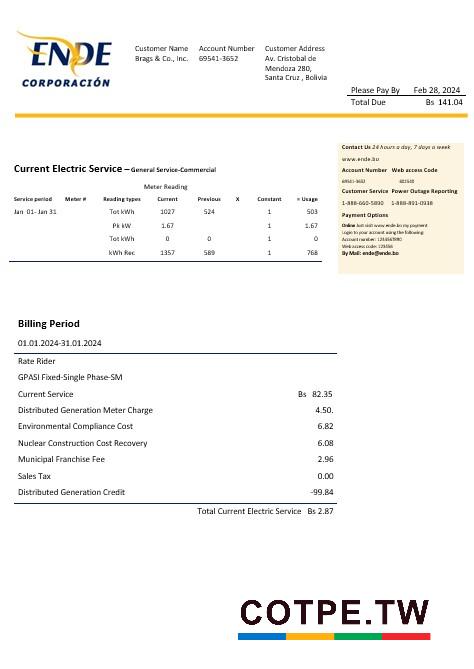 ENDE
CORPORACIÓN
Customer Name Account Number Customer Address
Brags & Co., Inc. 69541-3652 Av. Cristobal de
Mendoza 280,
Santa Cruz , Bolivia
Please Pay By Feb 28, 2024
Total Due Bs 141.04
Contact Us 24 hours a day, 7 days a week
www.ende.bo
Account Number Web access Code
69541-3652
Customer Service Power Outage Reporting
1-888-660-5890 1-888-891-0938
Payment Options
Online Just visit www.ende.bo my payment
Login to your account using the following:
Account number: 1234567890
Web access code: 123456
By Mail: ende@ende.bo
Current Electric Service – General Service-Commercial
Meter Reading
Service period Meter # Reading types Current Previous X Constant = Usage
Jan 01- Jan 31 Tot kWh 1027 524 1 503
Pk kW 1.67 1 1.67
Tot kWh 0 0 1 0
kWh Rec 1357 589 1 768
Billing Period
01.01.2024-31.01.2024
Rate Rider
GPASI Fixed-Single Phase-SM
Current Service Bs 82.35
Distributed Generation Meter Charge 4.50.
Environmental Compliance Cost 6.82
Nuclear Construction Cost Recovery 6.08
Municipal Franchise Fee 2.96
Sales Tax 0.00
Distributed Generation Credit -99.84
Total Current Electric Service Bs 2.87
COTPE.TW